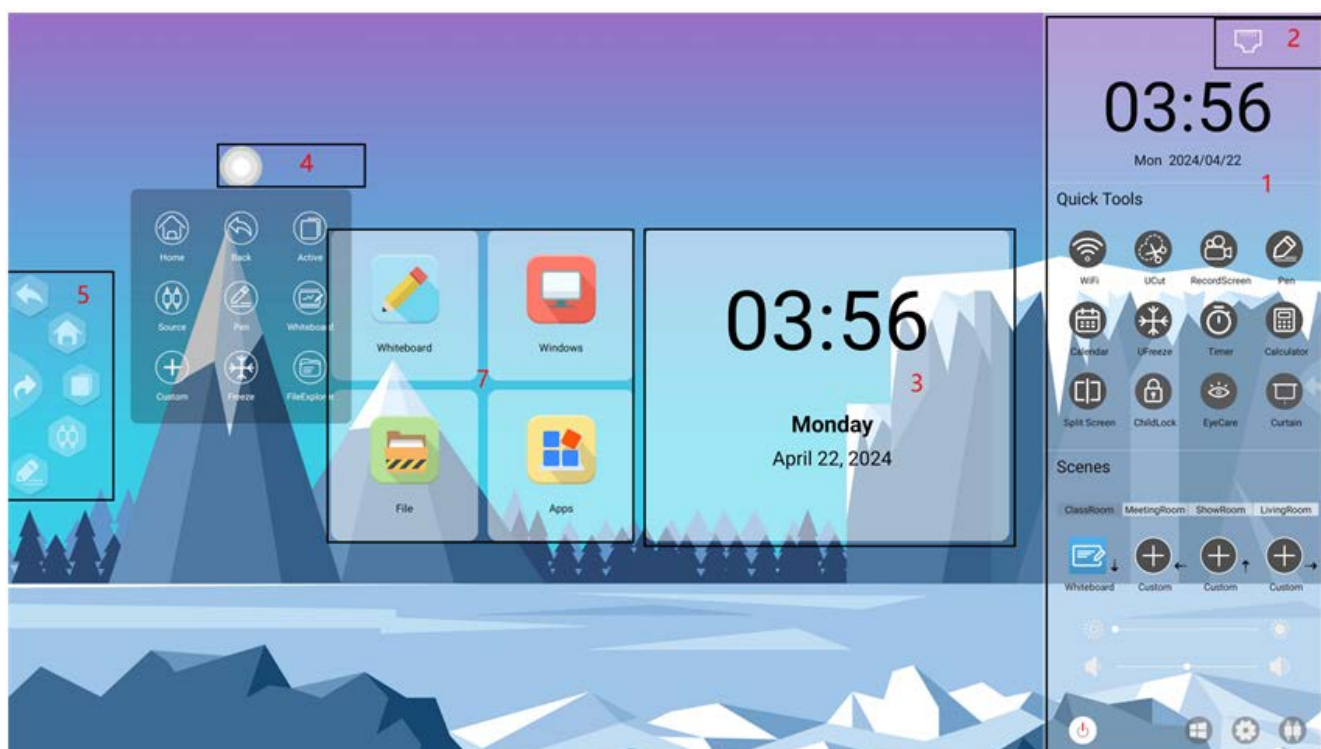 2
03:56
Mon 2024/04/22
1
Quick Tools
WiFi UCut RecordScreen Pen
Calendar UFreeze Timer Calculator
Split Screen ChildLock EyeCare Curtain
Scenes
ClassRoom MeetingRoom ShowRoom LivingRoom
Whiteboard Custom Custom Custom
4
Home Back Active
Source Pen Whiteboard
Custom Freeze FileExplorer
5
Whiteboard Windows
7
File Apps
03:56
3
Monday
April 22, 2024